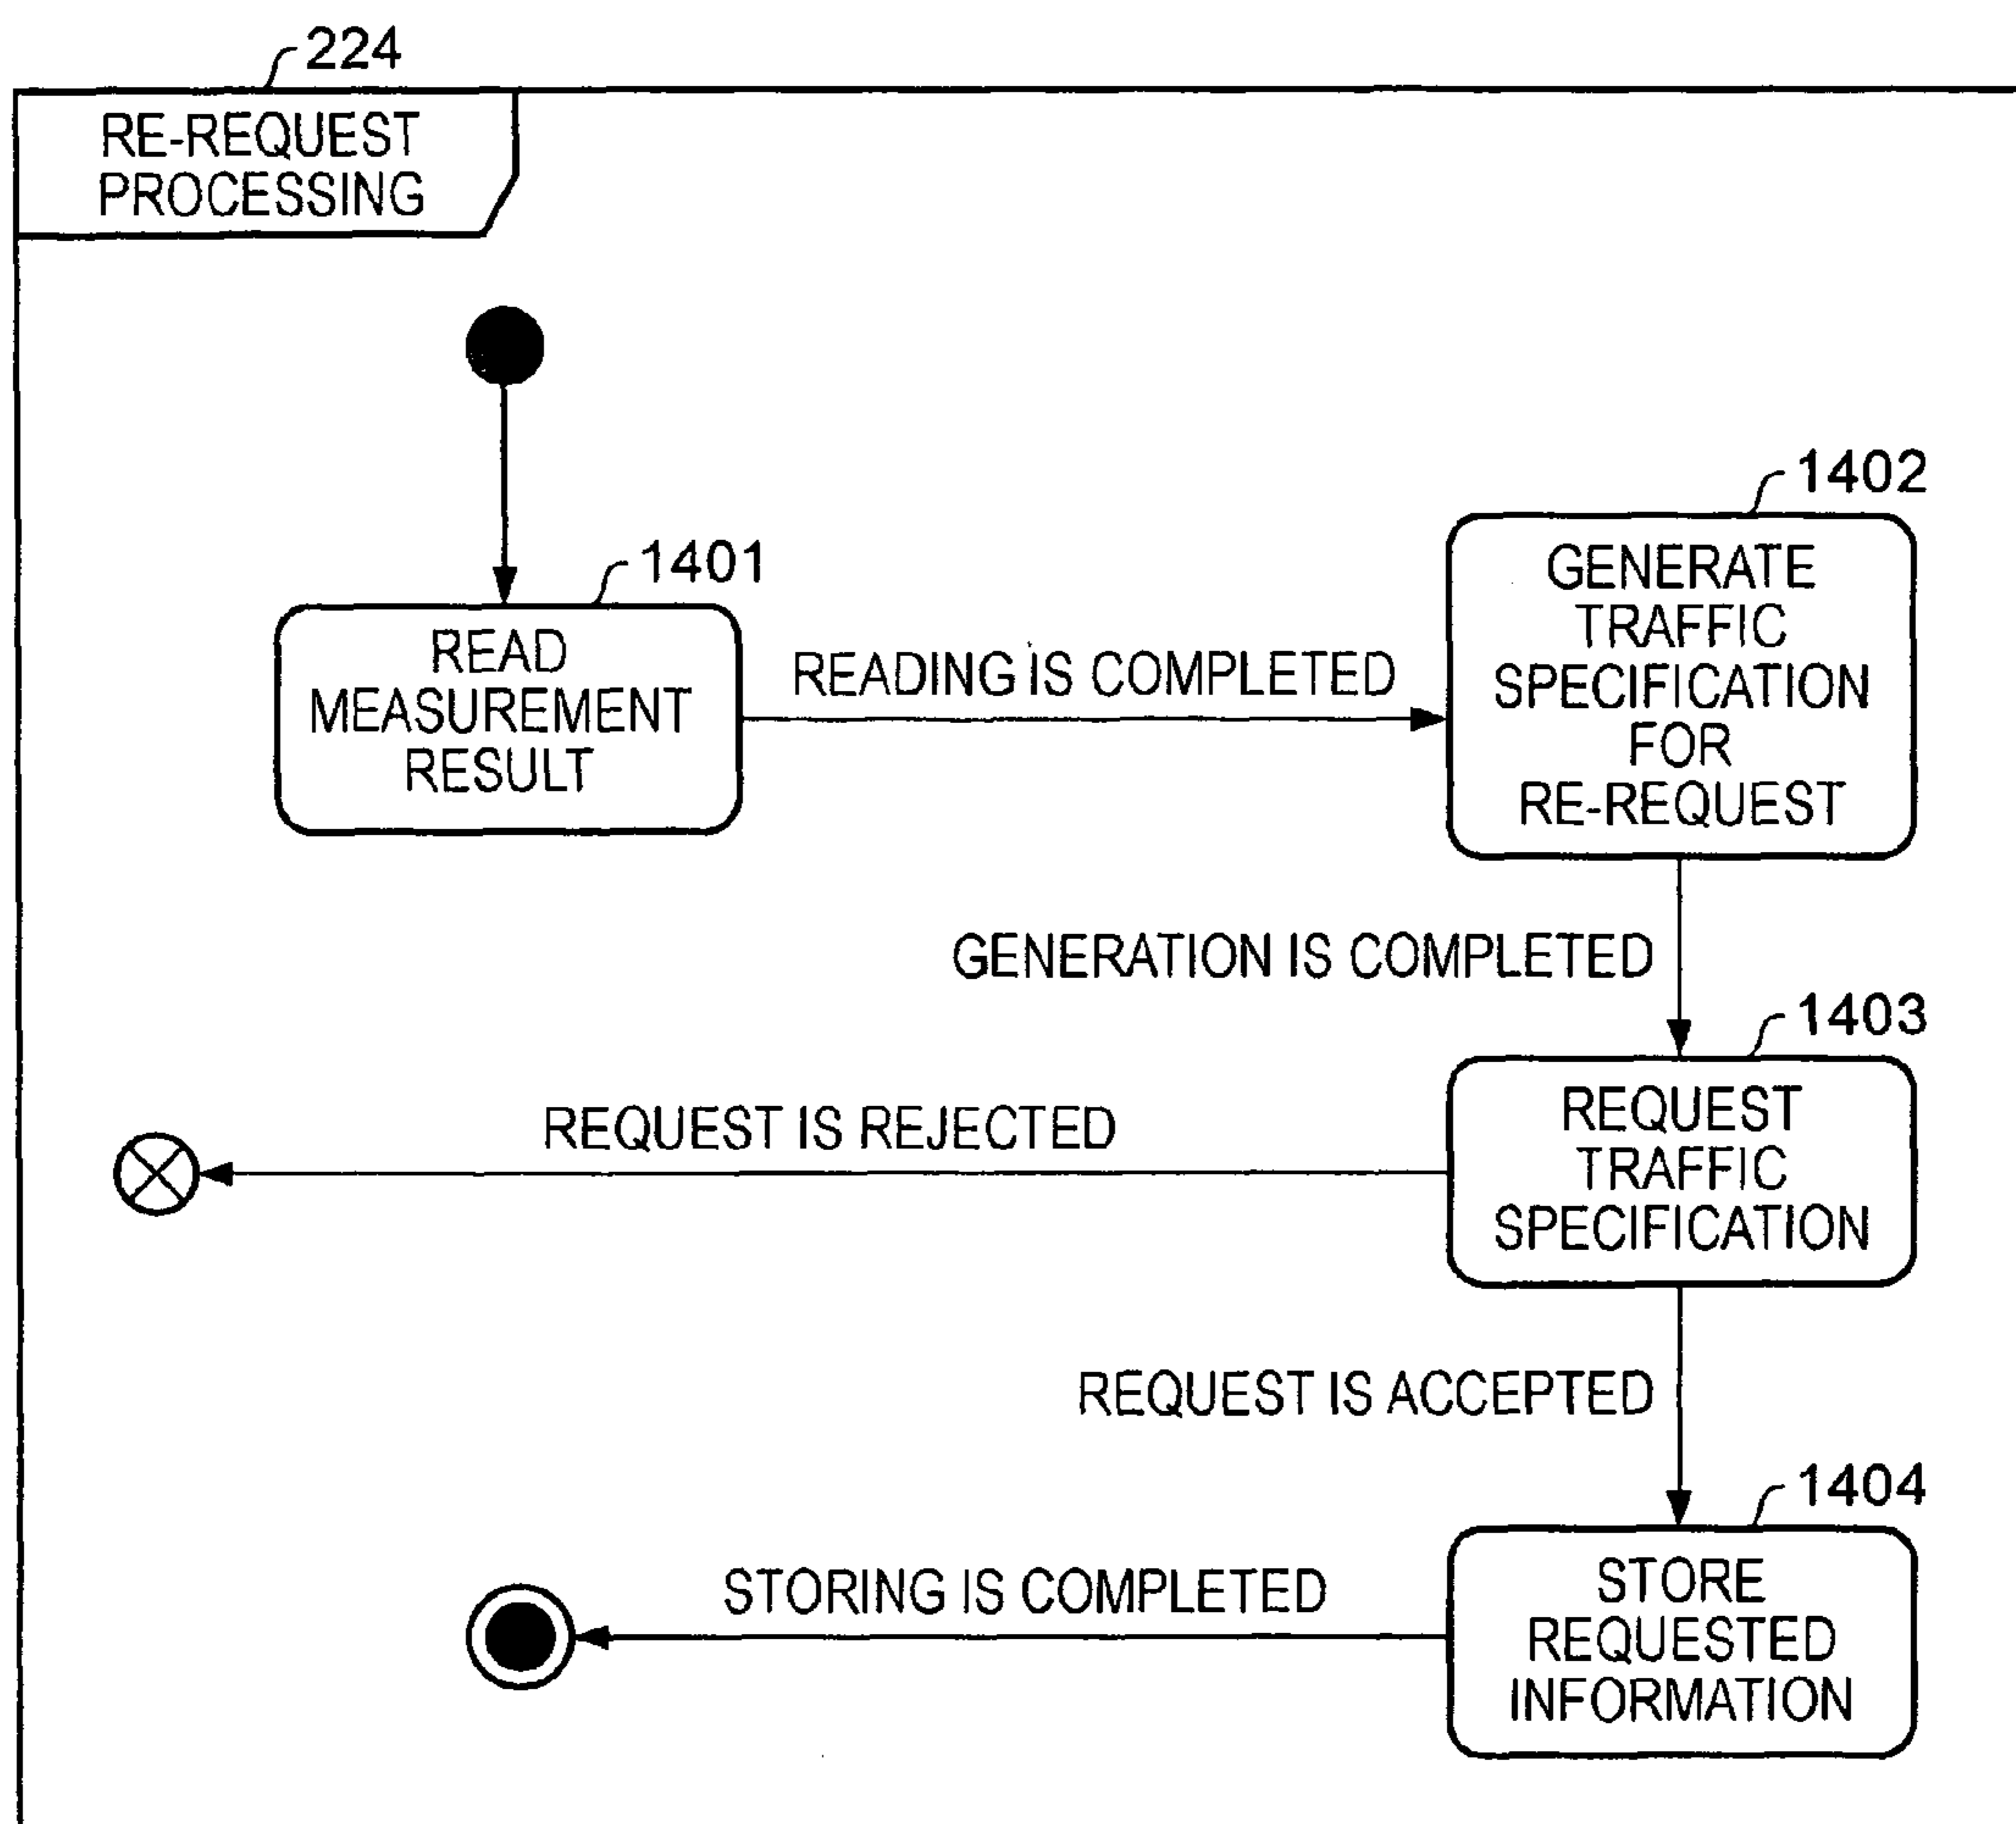 224
RE-REQUEST
PROCESSING
1401
READ
MEASUREMENT
RESULT
READING IS COMPLETED
1402
GENERATE
TRAFFIC
SPECIFICATION
FOR
RE-REQUEST
GENERATION IS COMPLETED
1403
REQUEST
TRAFFIC
SPECIFICATION
REQUEST IS REJECTED
REQUEST IS ACCEPTED
1404
STORE
REQUESTED
INFORMATION
STORING IS COMPLETED